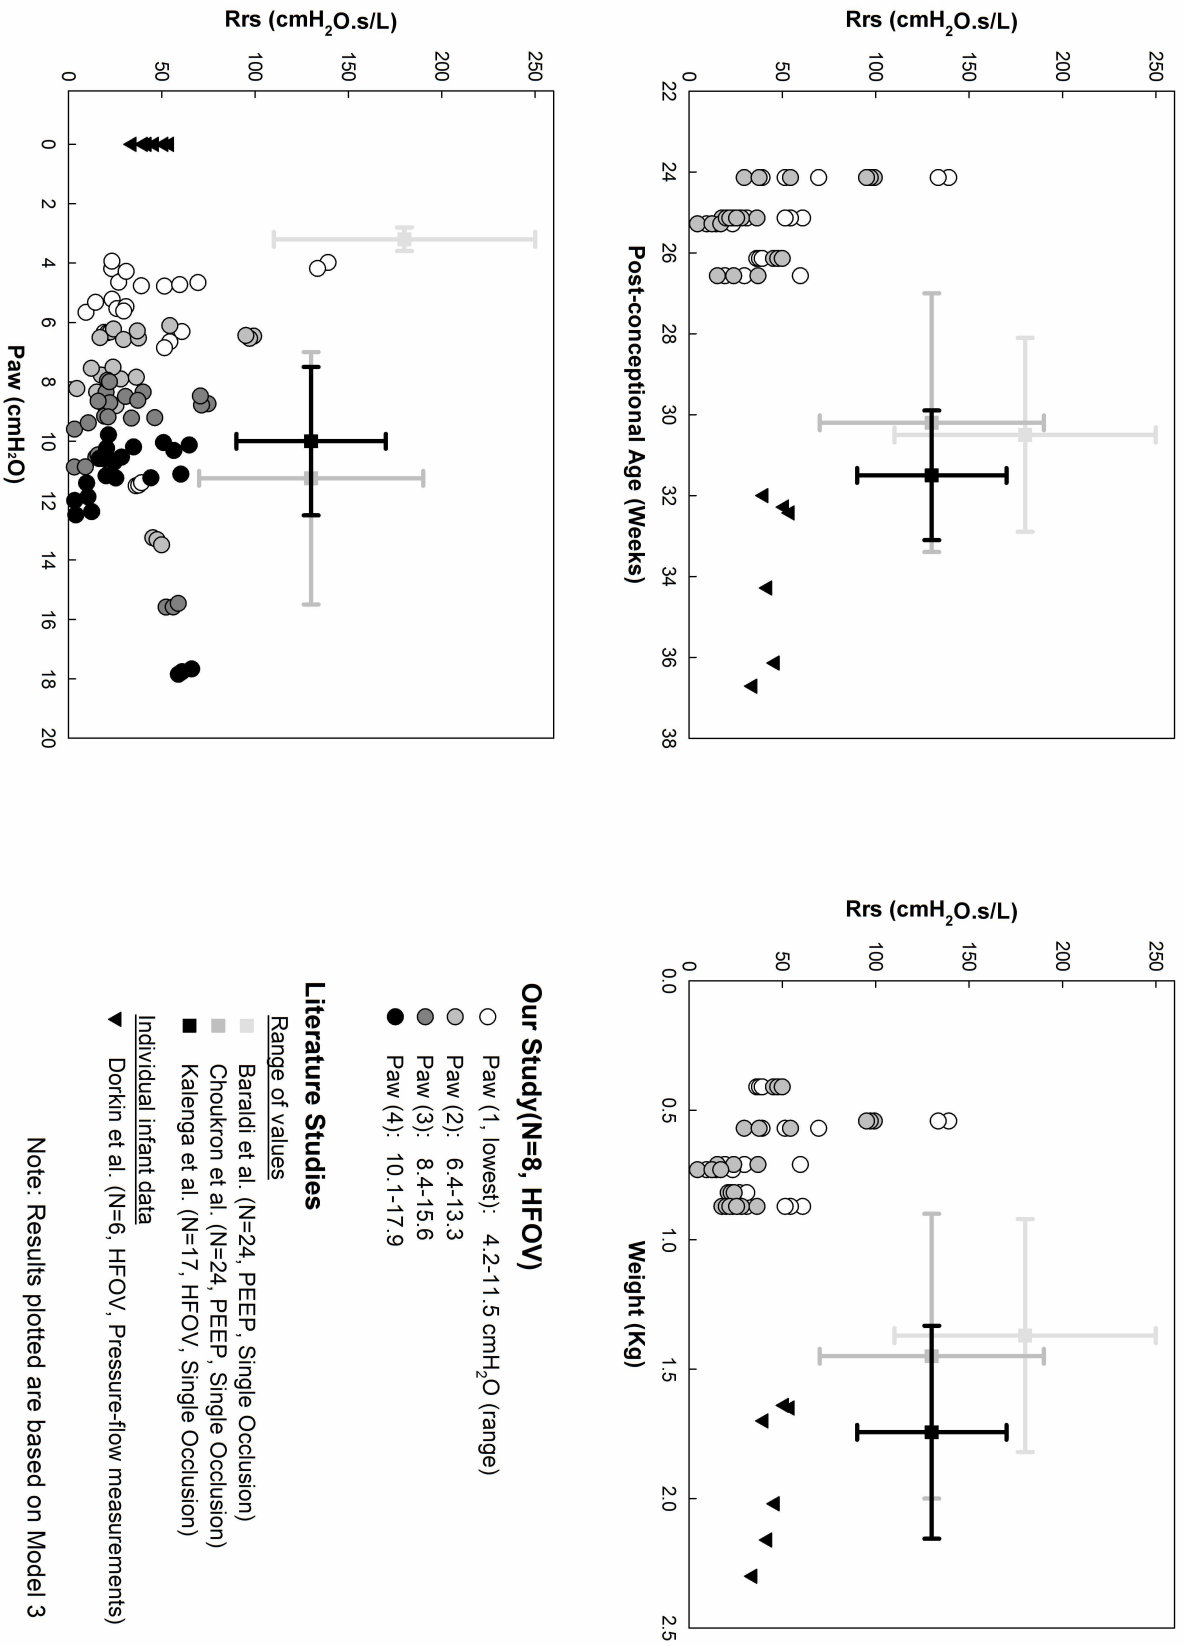 Rrs (cmH2O.s/L)
250
200
150
100
50
0
22 24 26 28 30 32 34 36 38
Post-conceptional Age (Weeks)
Rrs (cmH2O.s/L)
250
200
150
100
50
0
0.0 0.5 1.0 1.5 2.0 2.5
Weight (Kg)
Rrs (cmH2O.s/L)
250
200
150
100
50
0
0 2 4 6 8 10 12 14 16 18 20
Paw (cmH2O)
Our Study(N=8, HFOV)
Paw (1, lowest): 4.2-11.5 cmH2O (range)
Paw (2): 6.4-13.3
Paw (3): 8.4-15.6
Paw (4): 10.1-17.9
Literature Studies
Range of values
Baraldi et al. (N=24, PEEP, Single Occlusion)
Choukron et al. (N=24, PEEP, Single Occlusion)
Kalenga et al. (N=17, HFOV, Single Occlusion)
Individual infant data
Dorkin et al. (N=6, HFOV, Pressure-flow measurements)
Note: Results plotted are based on Model 3